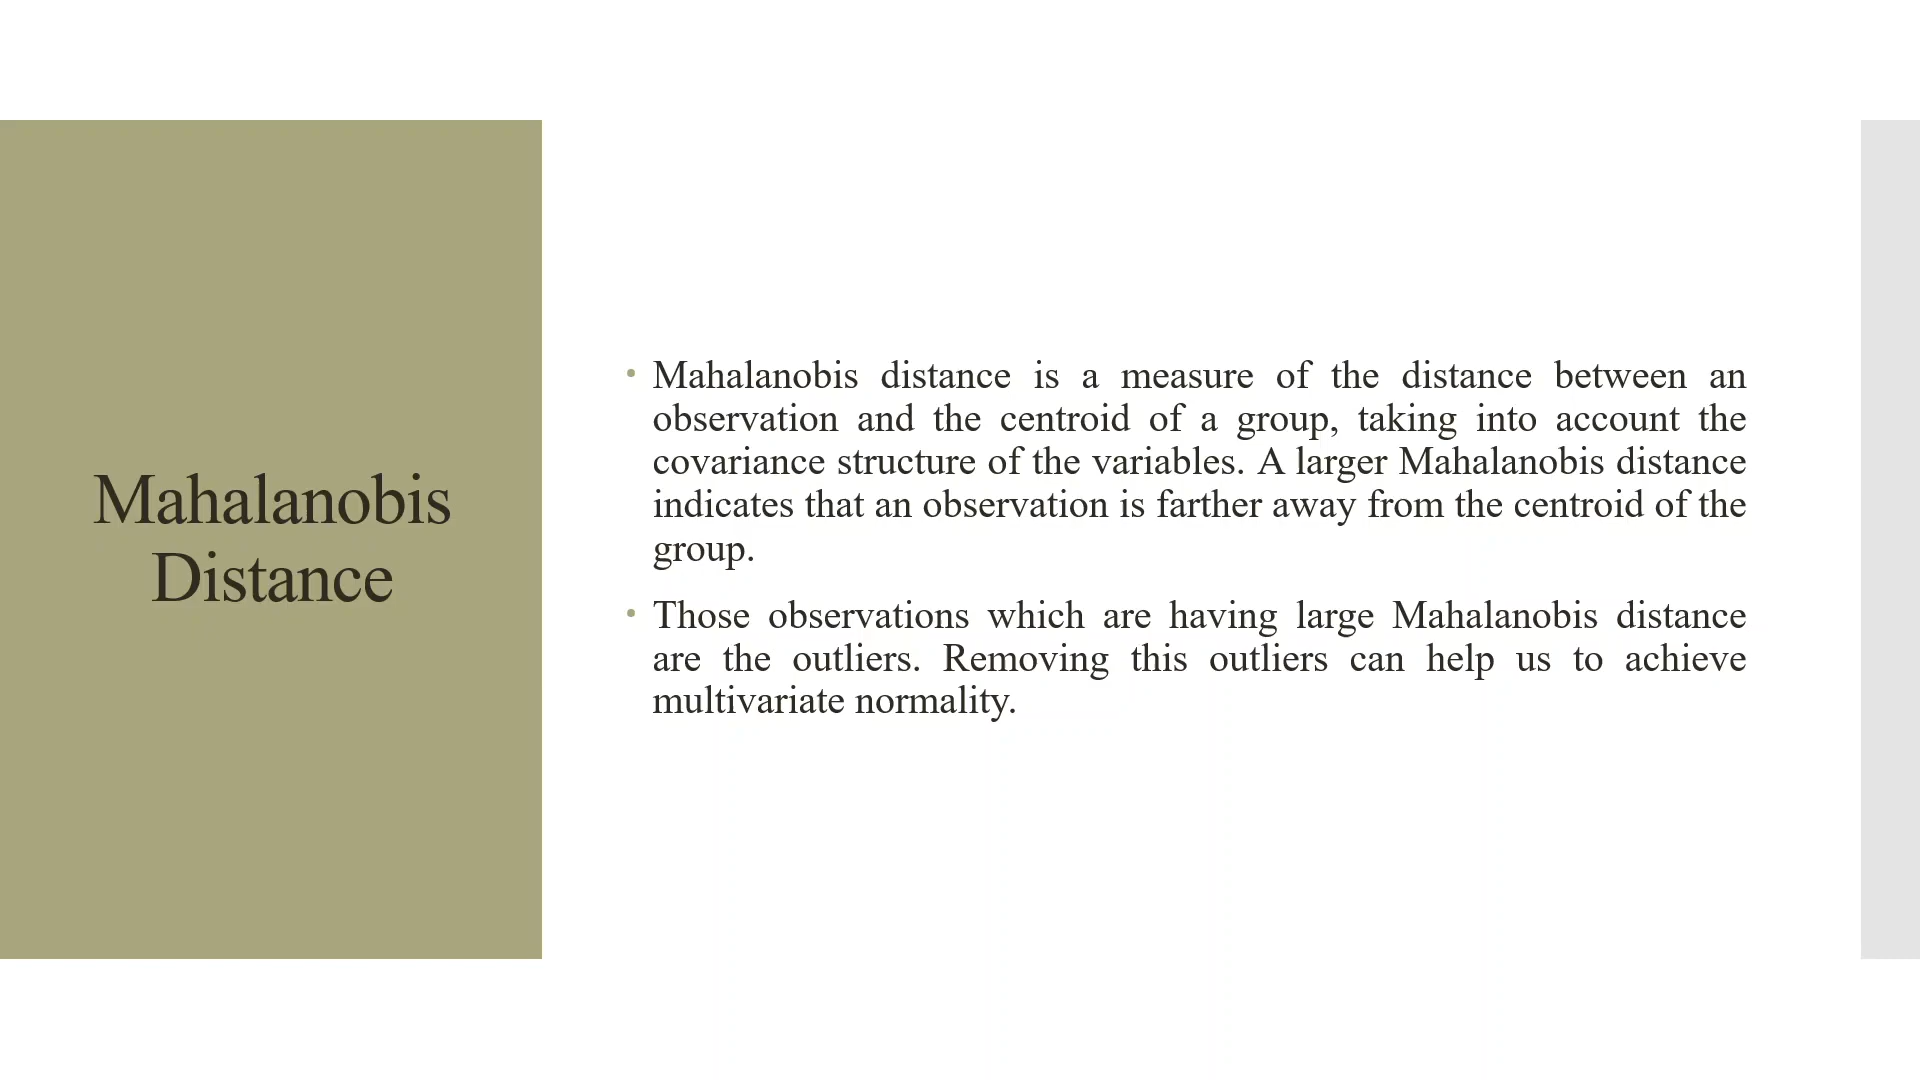 Mahalanobis
Distance
• Mahalanobis distance is a measure of the distance between an
observation and the centroid of a group, taking into account the
covariance structure of the variables. A larger Mahalanobis distance
indicates that an observation is farther away from the centroid of the
group.
• Those observations which are having large Mahalanobis distance
are the outliers. Removing this outliers can help us to achieve
multivariate normality.